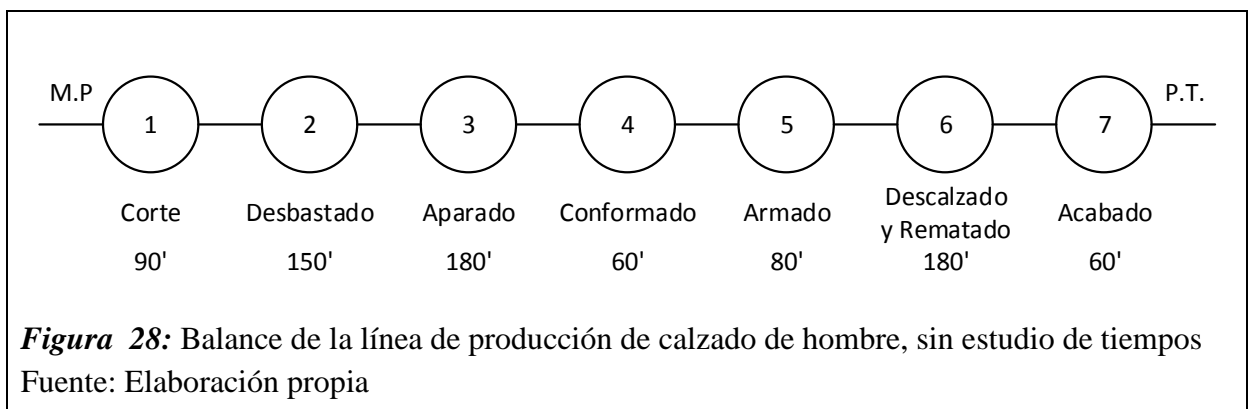 M.P
P.T.
1 2 3 4 5 6 7
Corte Desbastado Aparado Conformado Armado Descalzado y Rematado Acabado
90' 150' 180' 60' 80' 180' 60'
Figura 28: Balance de la línea de producción de calzado de hombre, sin estudio de tiempos
Fuente: Elaboración propia